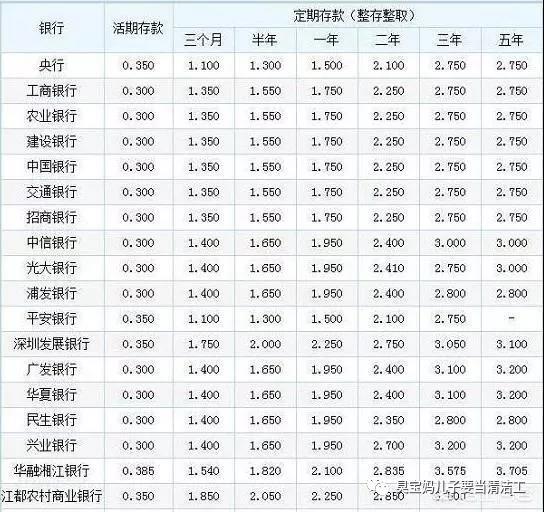 银行 活期存款 定期存款（整存整取）
三个月 半年 一年 二年 三年 五年
央行 0.350 1.100 1.300 1.500 2.100 2.750 2.750
工商银行 0.300 1.350 1.550 1.750 2.250 2.750 2.750
农业银行 0.300 1.350 1.550 1.750 2.250 2.750 2.750
建设银行 0.300 1.350 1.550 1.750 2.250 2.750 2.750
中国银行 0.300 1.350 1.550 1.750 2.250 2.750 2.750
交通银行 0.300 1.350 1.550 1.750 2.250 2.750 2.750
招商银行 0.300 1.350 1.550 1.750 2.250 2.750 2.750
中信银行 0.300 1.400 1.650 1.950 2.400 3.000 3.000
光大银行 0.300 1.400 1.650 1.950 2.410 2.750 3.000
浦发银行 0.300 1.400 1.650 1.950 2.400 2.800 2.800
平安银行 0.350 1.100 1.300 1.500 2.100 2.750 -
深圳发展银行 0.350 1.750 2.000 2.250 2.750 3.050 3.100
广发银行 0.300 1.400 1.650 1.950 2.400 3.100 3.200
华夏银行 0.300 1.400 1.650 1.950 2.400 3.100 3.200
民生银行 0.300 1.400 1.650 1.950 2.350 2.800 2.800
兴业银行 0.300 1.400 1.650 1.950 2.700 3.200 3.200
华融湘江银行 0.385 1.540 1.820 2.100 2.835 3.575 3.705
江都农村商业银行 0.350 1.850 2.050 2.250 2.850
臭宝妈儿子要当清洁工